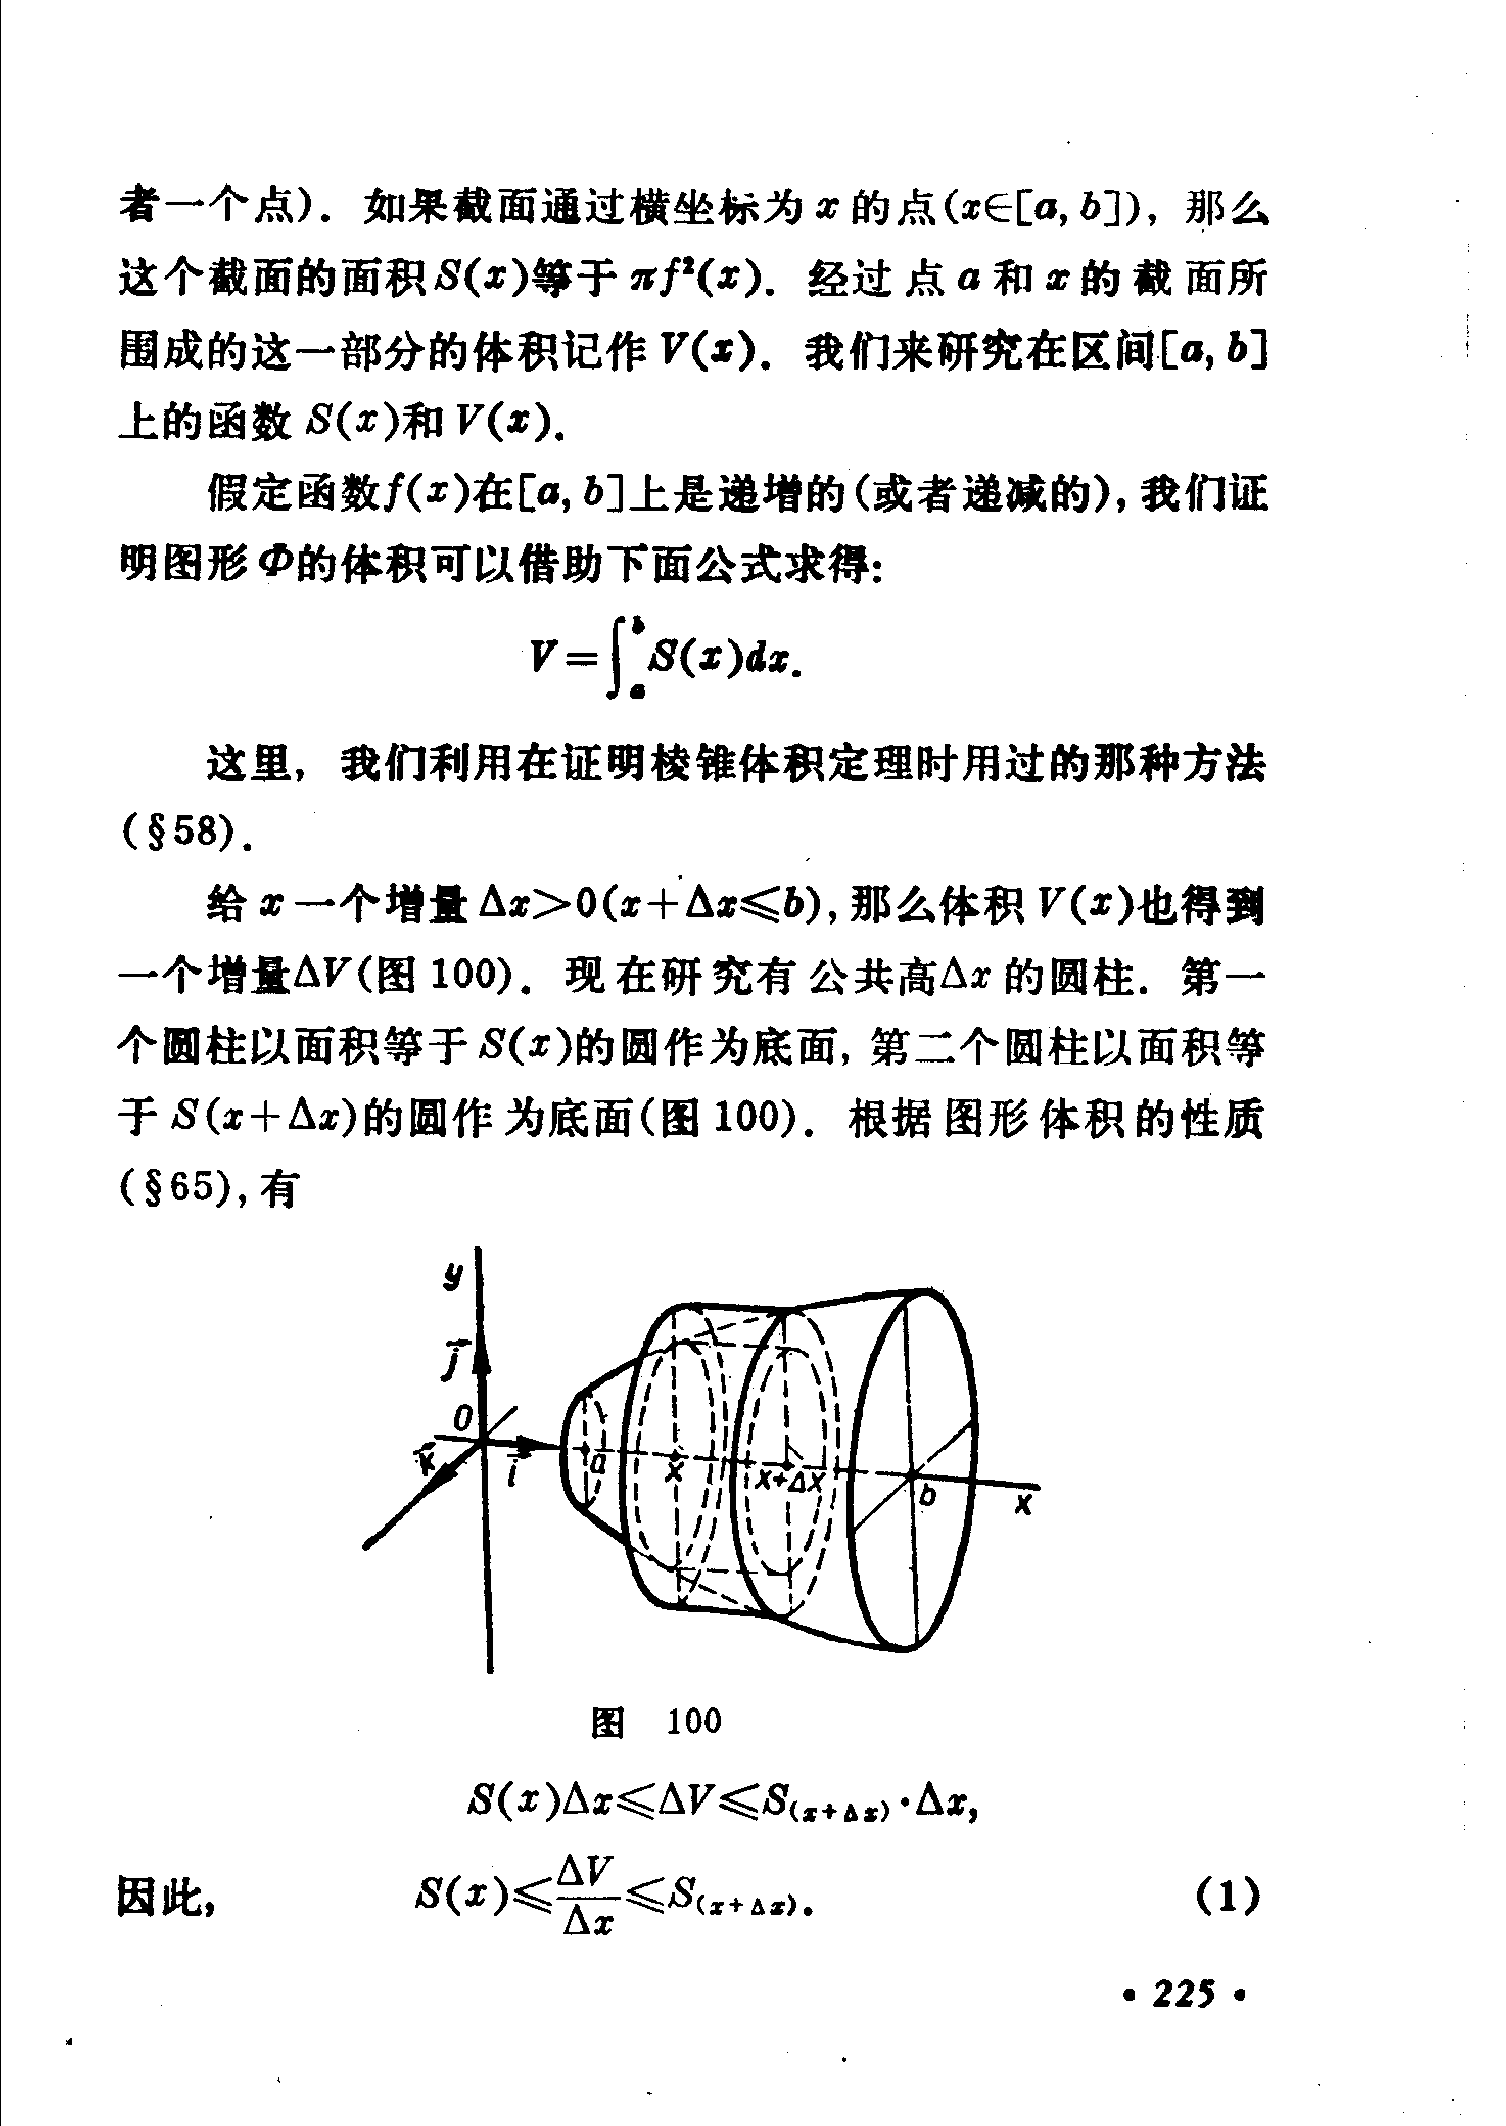 者一个点)．如果截面通过横坐标为 x 的点(x∈[a, b])，那么
这个截面的面积S(x)等于 πf²(x)．经过点 a 和 x 的截面所
围成的这一部分的体积记作 V(x)．我们来研究在区间[a, b]
上的函数 S(x)和 V(x)．
假定函数f(x)在[a, b]上是递增的(或者递减的)，我们证
明图形 Φ的体积可以借助下面公式求得：
V=∫ₐᵇS(x)dx.
这里，我们利用在证明棱锥体积定理时用过的那种方法
(§58)．
给 x 一个增量 Δx>0(x+Δx≤b)，那么体积 V(x)也得到
一个增量ΔV(图 100)．现在研究有公共高Δx 的圆柱．第一
个圆柱以面积等于 S(x)的圆作为底面，第二个圆柱以面积等
于 S(x+Δx)的圆作为底面(图 100)．根据图形体积的性质
(§65)，有
y
j
O
k
i
a
x
x+Δx
b
x
图 100
S(x)Δx≤ΔV≤S(x+Δx)·Δx,
因此， S(x)≤ΔV/Δx≤S(x+Δx). (1)
• 225 •